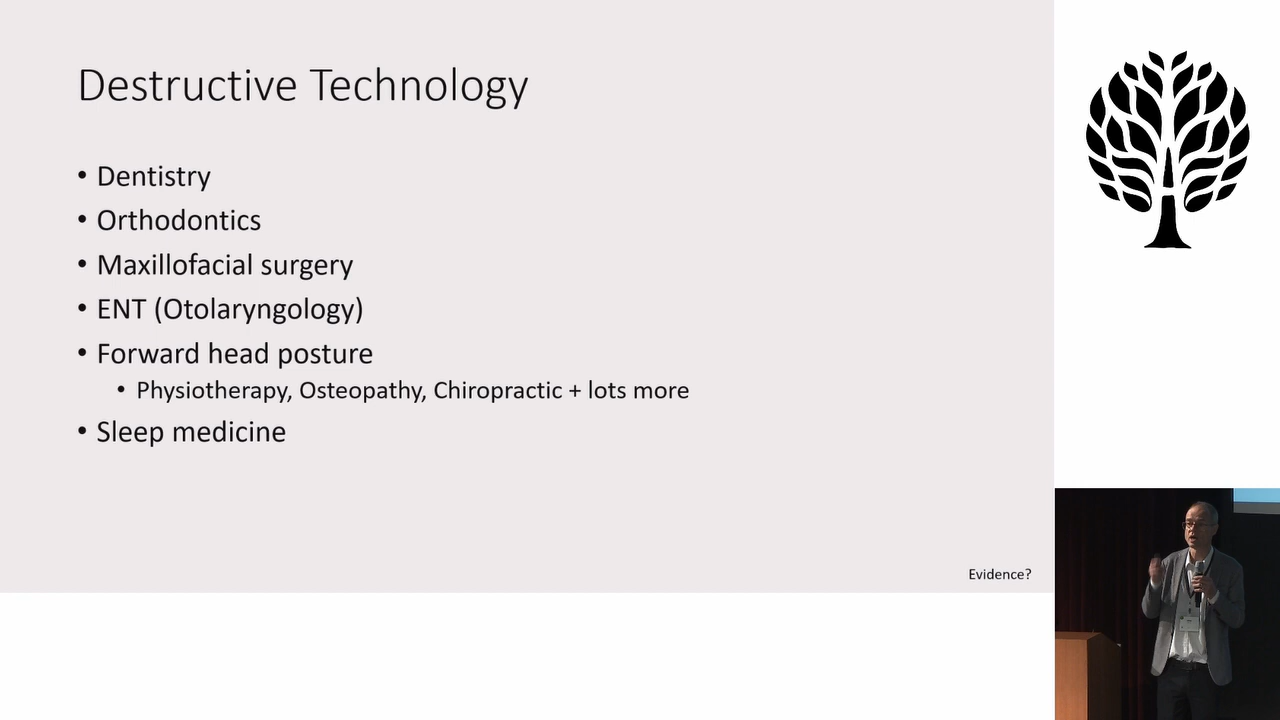 Destructive Technology
• Dentistry
• Orthodontics
• Maxillofacial surgery
• ENT (Otolaryngology)
• Forward head posture
• Physiotherapy, Osteopathy, Chiropractic + lots more
• Sleep medicine
Evidence?